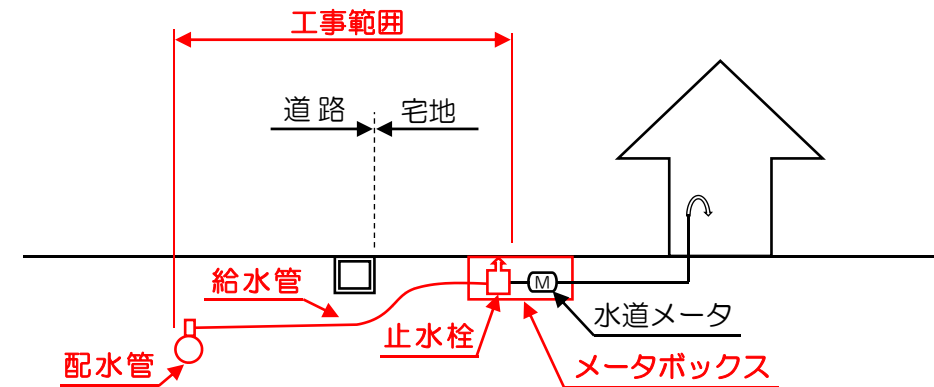 工事範囲
道路
宅地
給水管
M
止水栓
水道メータ
配水管
メータボックス